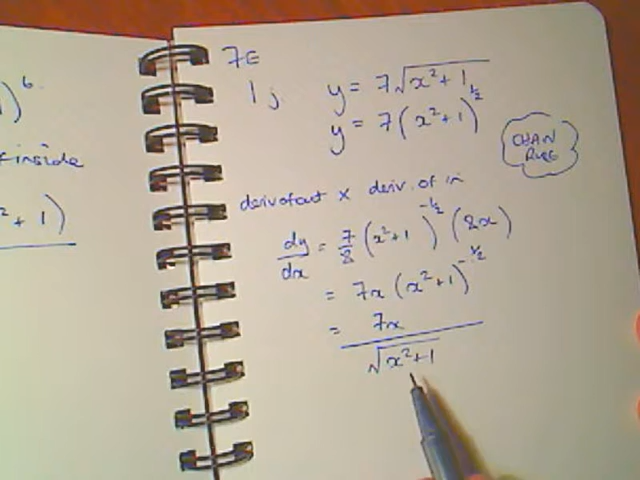 )⁶
f inside
² + 1)
7E
1 j
y = 7√(x² + 1)
y = 7(x² + 1)^½
CHAIN
RULE
deriv of out × deriv. of in
dy/dx = 7/2 (x² + 1)^-½ (2x)
= 7x (x² + 1)^-½
= 7x / √(x² + 1)